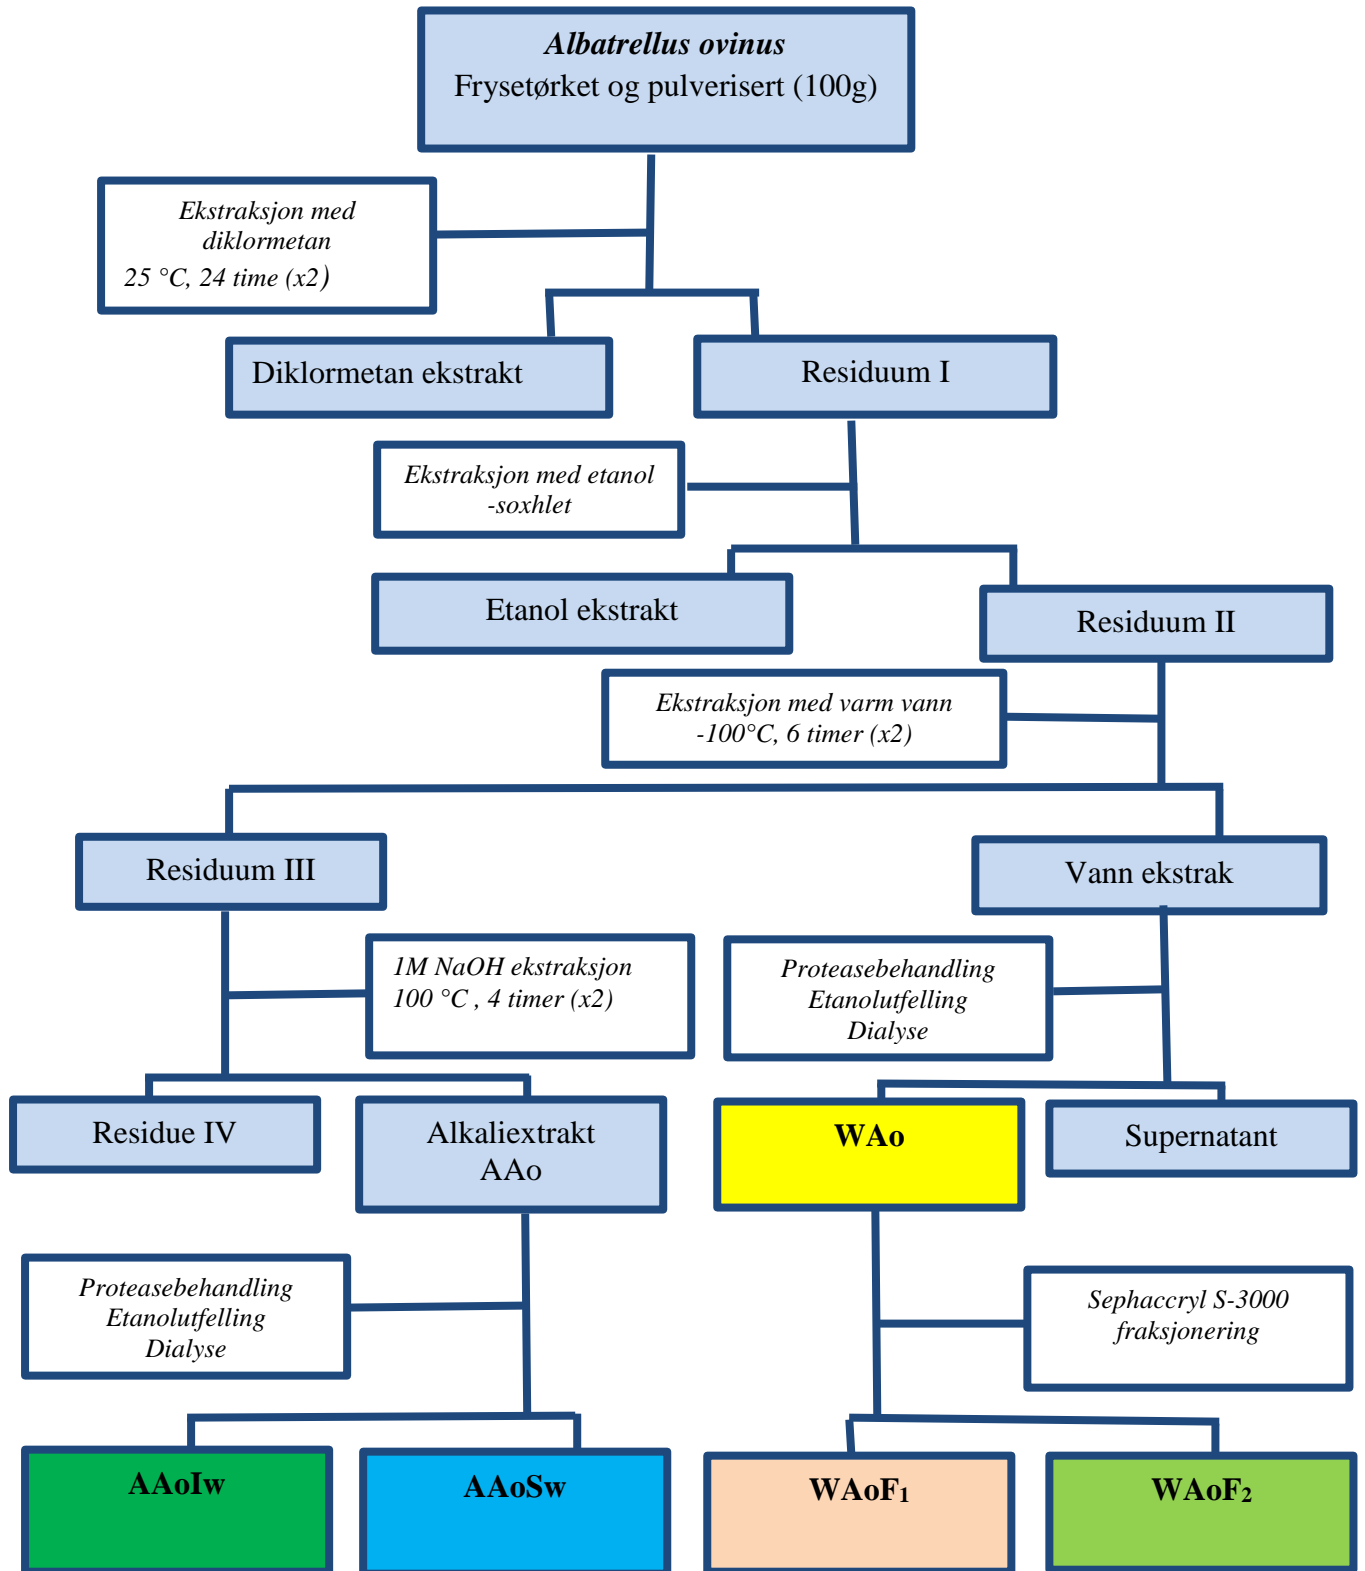 Albatrellus ovinus
Frysetørket og pulverisert (100g)
Ekstraksjon med
diklormetan
25 °C, 24 time (x2)
Diklormetan ekstrakt
Residuum I
Ekstraksjon med etanol
-soxhlet
Etanol ekstrakt
Residuum II
Ekstraksjon med varm vann
-100°C, 6 timer (x2)
Residuum III
Vann ekstrak
1M NaOH ekstraksjon
100 °C , 4 timer (x2)
Proteasebehandling
Etanolutfelling
Dialyse
Residue IV
Alkaliextrakt
AAo
WAo
Supernatant
Proteasebehandling
Etanolutfelling
Dialyse
Sephaccryl S-3000
fraksjonering
AAoIw
AAoSw
WAoF1
WAoF2